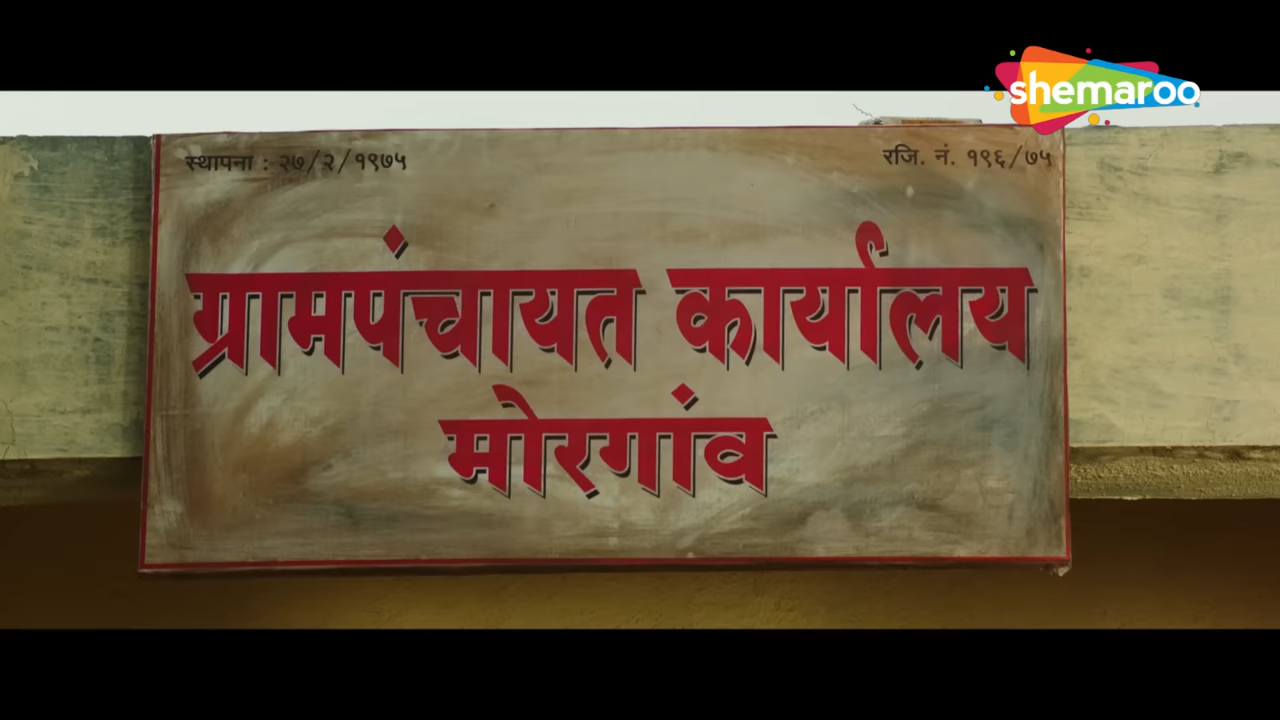 shemaroo
स्थापना : २७/२/१९७५
रजि. नं. १९६/७५
ग्रामपंचायत कार्यालय
मोरगांव